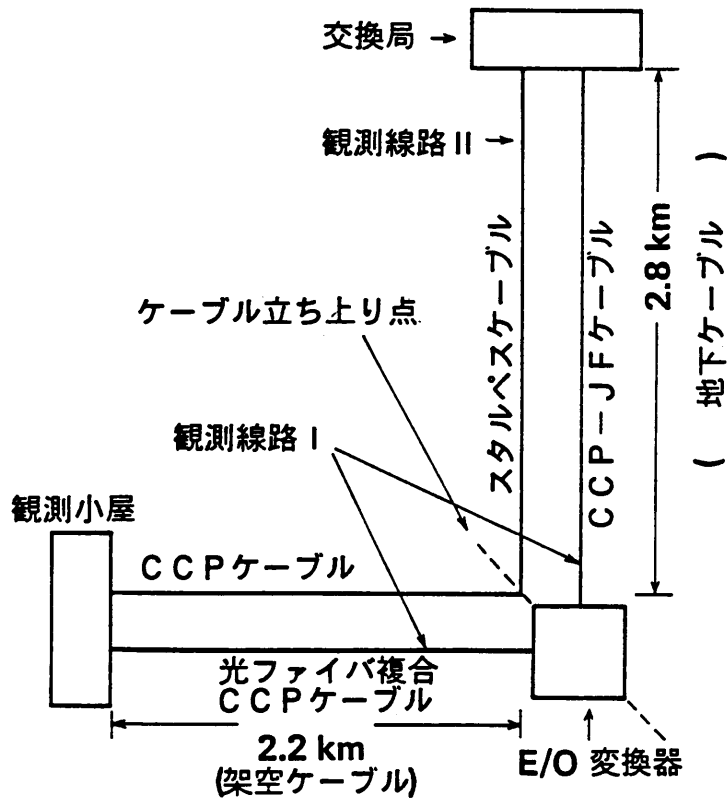 交換局
観測線路II
スタルペスケーブル
CCP-JFケーブル
2.8 km
(地下ケーブル)
ケーブル立ち上り点
観測線路I
観測小屋
CCPケーブル
光ファイバ複合
CCPケーブル
2.2 km
(架空ケーブル)
E/O 変換器